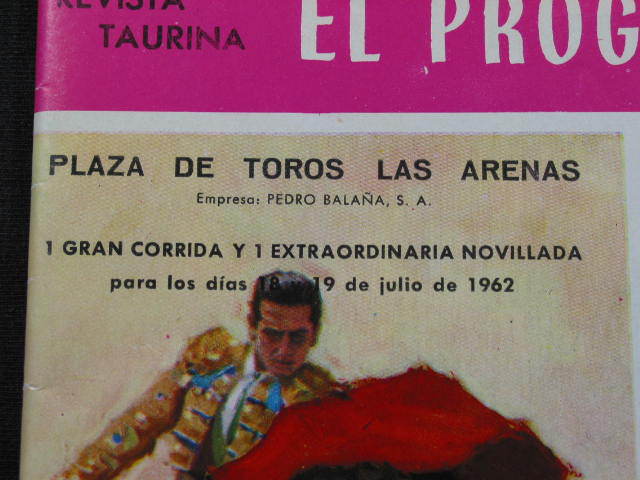 REVISTA
TAURINA
EL PROG
PLAZA DE TOROS LAS ARENAS
Empresa: PEDRO BALAÑA, S. A.
1 GRAN CORRIDA Y 1 EXTRAORDINARIA NOVILLADA
para los días 18 y 19 de julio de 1962